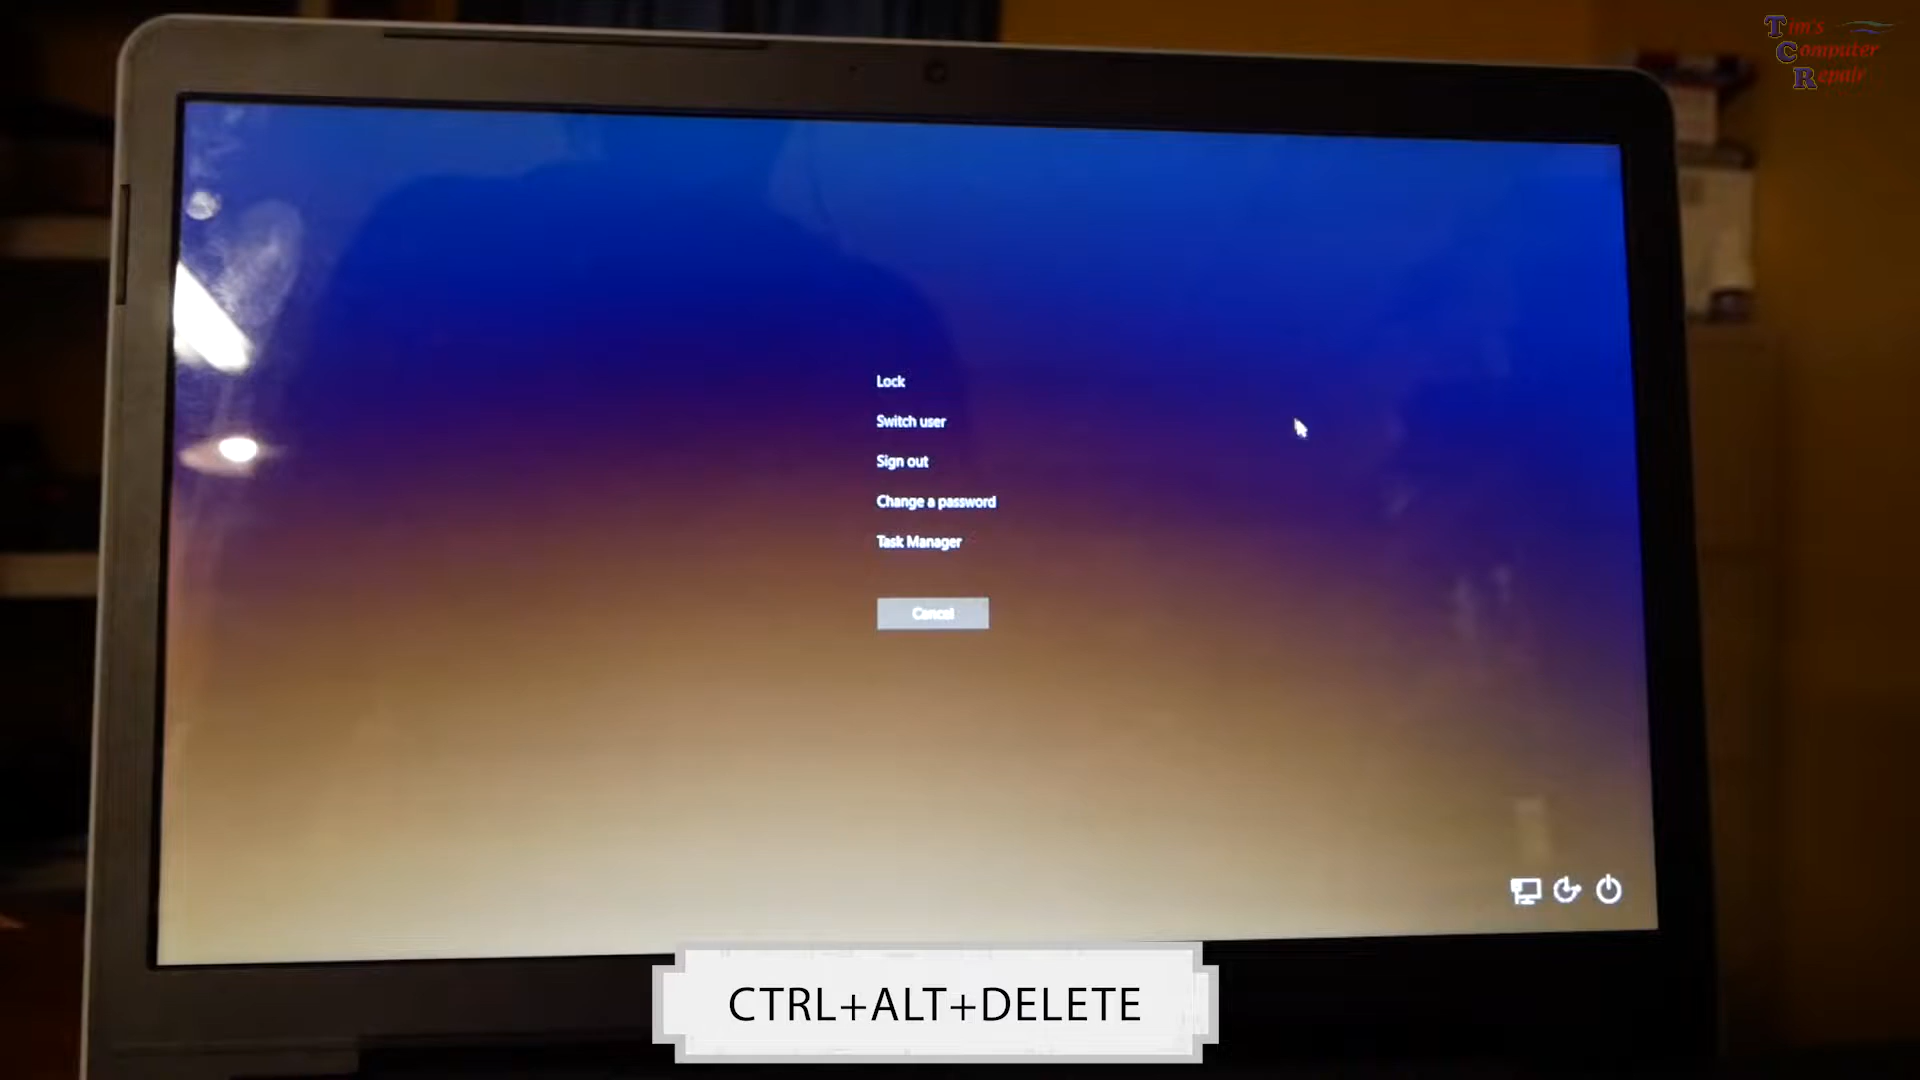 Tim's
Computer
Repair
Lock
Switch user
Sign out
Change a password
Task Manager
Cancel
CTRL+ALT+DELETE